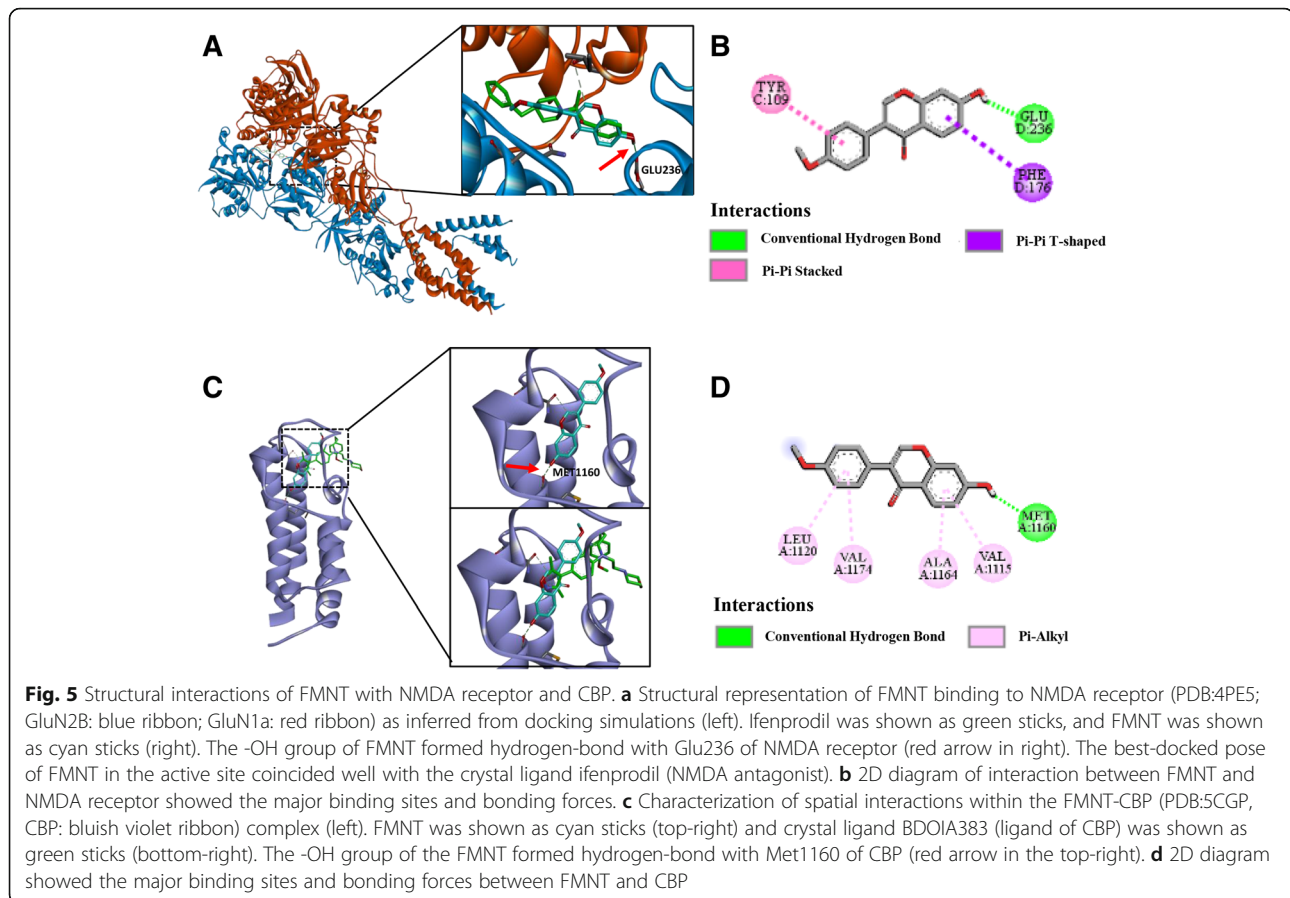 A
GLU236
B
TYR
C:109
GLU
D:236
PHE
D:176
Interactions
Conventional Hydrogen Bond
Pi-Pi T-shaped
Pi-Pi Stacked
C
MET1160
D
LEU
A:1120
VAL
A:1174
ALA
A:1164
VAL
A:1115
MET
A:1160
Interactions
Conventional Hydrogen Bond
Pi-Alkyl
Fig. 5 Structural interactions of FMNT with NMDA receptor and CBP. a Structural representation of FMNT binding to NMDA receptor (PDB:4PE5;
GluN2B: blue ribbon; GluN1a: red ribbon) as inferred from docking simulations (left). Ifenprodil was shown as green sticks, and FMNT was shown
as cyan sticks (right). The -OH group of FMNT formed hydrogen-bond with Glu236 of NMDA receptor (red arrow in right). The best-docked pose
of FMNT in the active site coincided well with the crystal ligand ifenprodil (NMDA antagonist). b 2D diagram of interaction between FMNT and
NMDA receptor showed the major binding sites and bonding forces. c Characterization of spatial interactions within the FMNT-CBP (PDB:5CGP,
CBP: bluish violet ribbon) complex (left). FMNT was shown as cyan sticks (top-right) and crystal ligand BDOIA383 (ligand of CBP) was shown as
green sticks (bottom-right). The -OH group of the FMNT formed hydrogen-bond with Met1160 of CBP (red arrow in the top-right). d 2D diagram
showed the major binding sites and bonding forces between FMNT and CBP